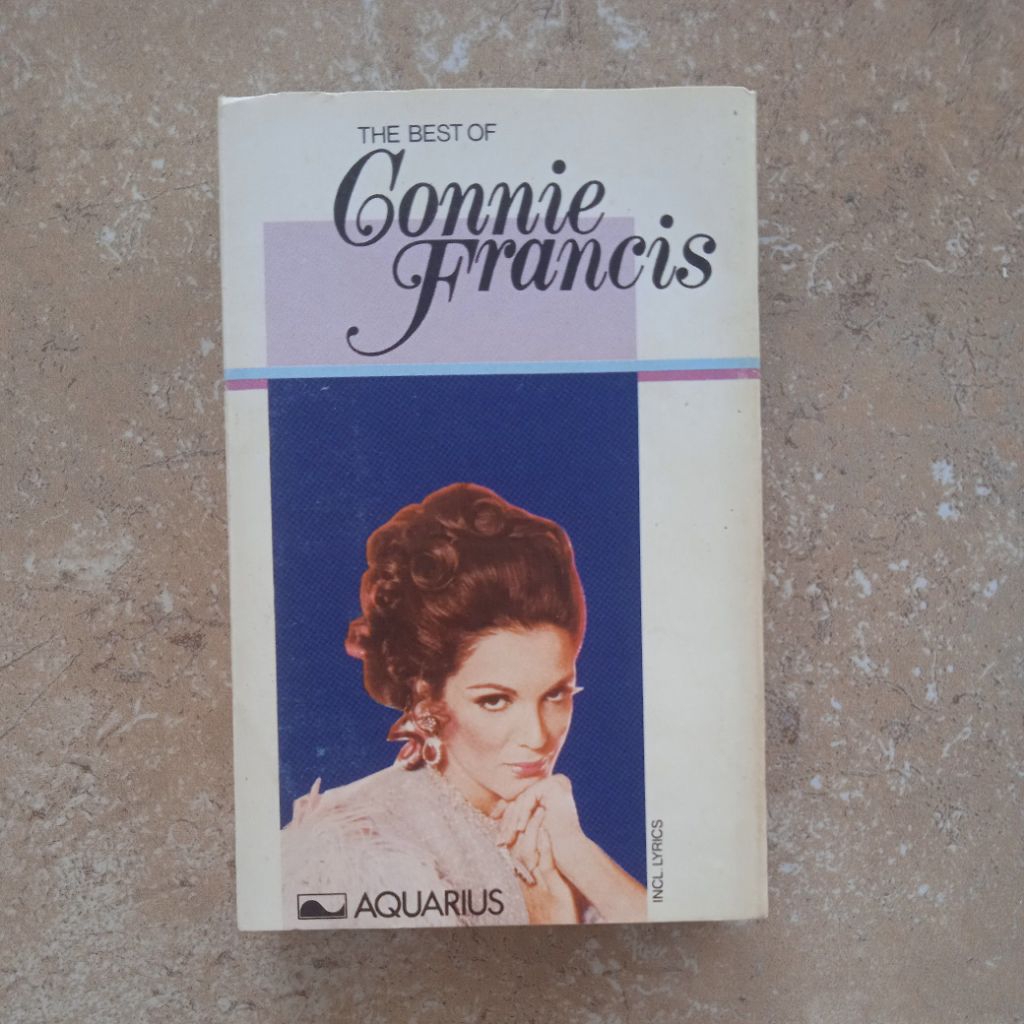 THE BEST OF
Connie
Francis
INCL. LYRICS
AQUARIUS